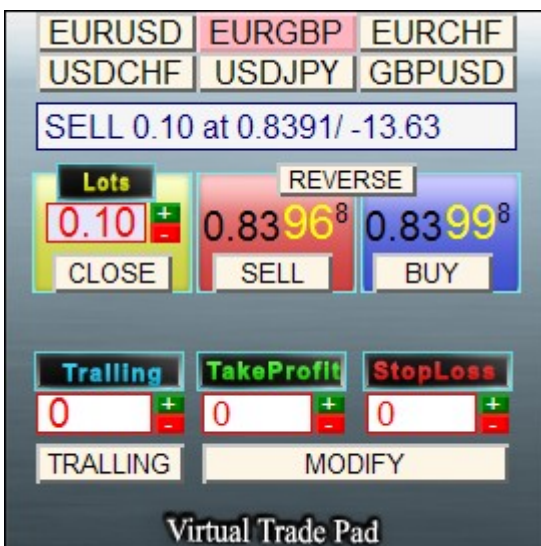 EURUSD EURGBP EURCHF
USDCHF USDJPY GBPUSD
SELL 0.10 at 0.8391/ -13.63
Lots REVERSE
0.10 + - 0.83968 0.83998
CLOSE SELL BUY
Tralling TakeProfit StopLoss
0 + - 0 + - 0 + -
TRALLING MODIFY
Virtual Trade Pad